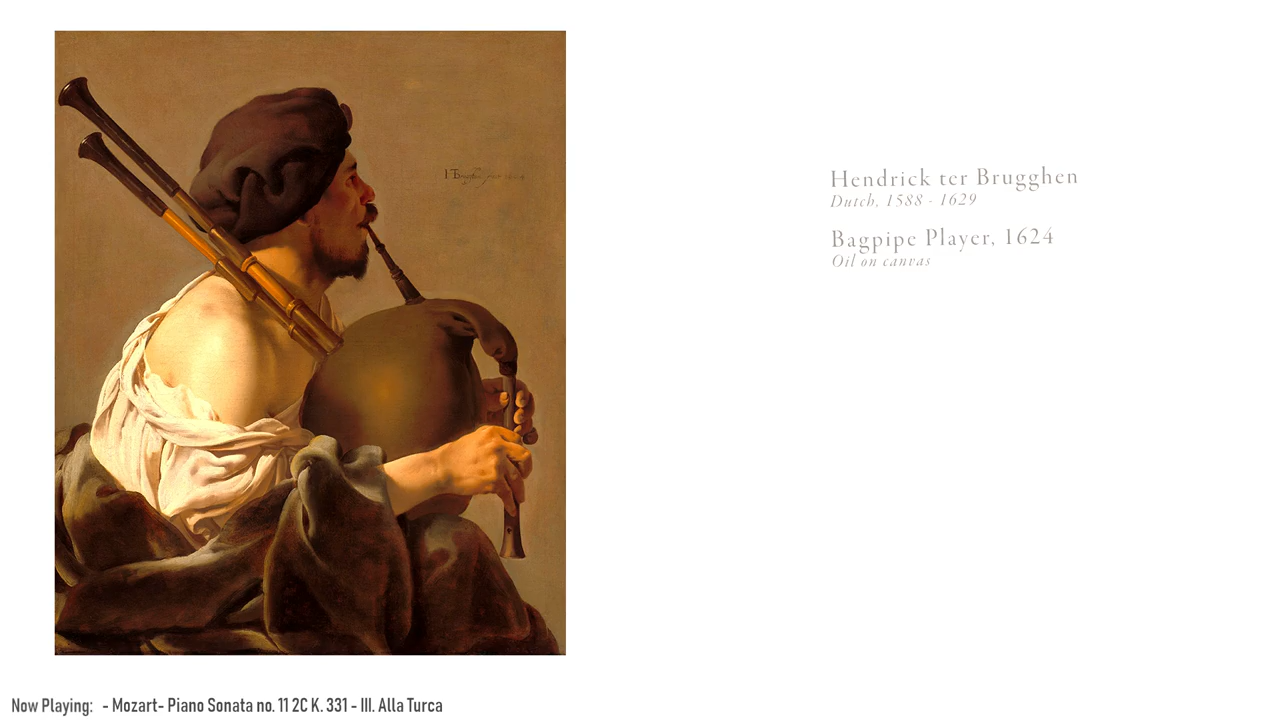 Hendrick ter Brugghen
Dutch, 1588 - 1629
Bagpipe Player, 1624
Oil on canvas
Now Playing: - Mozart- Piano Sonata no. 11 2C K. 331 - III. Alla Turca